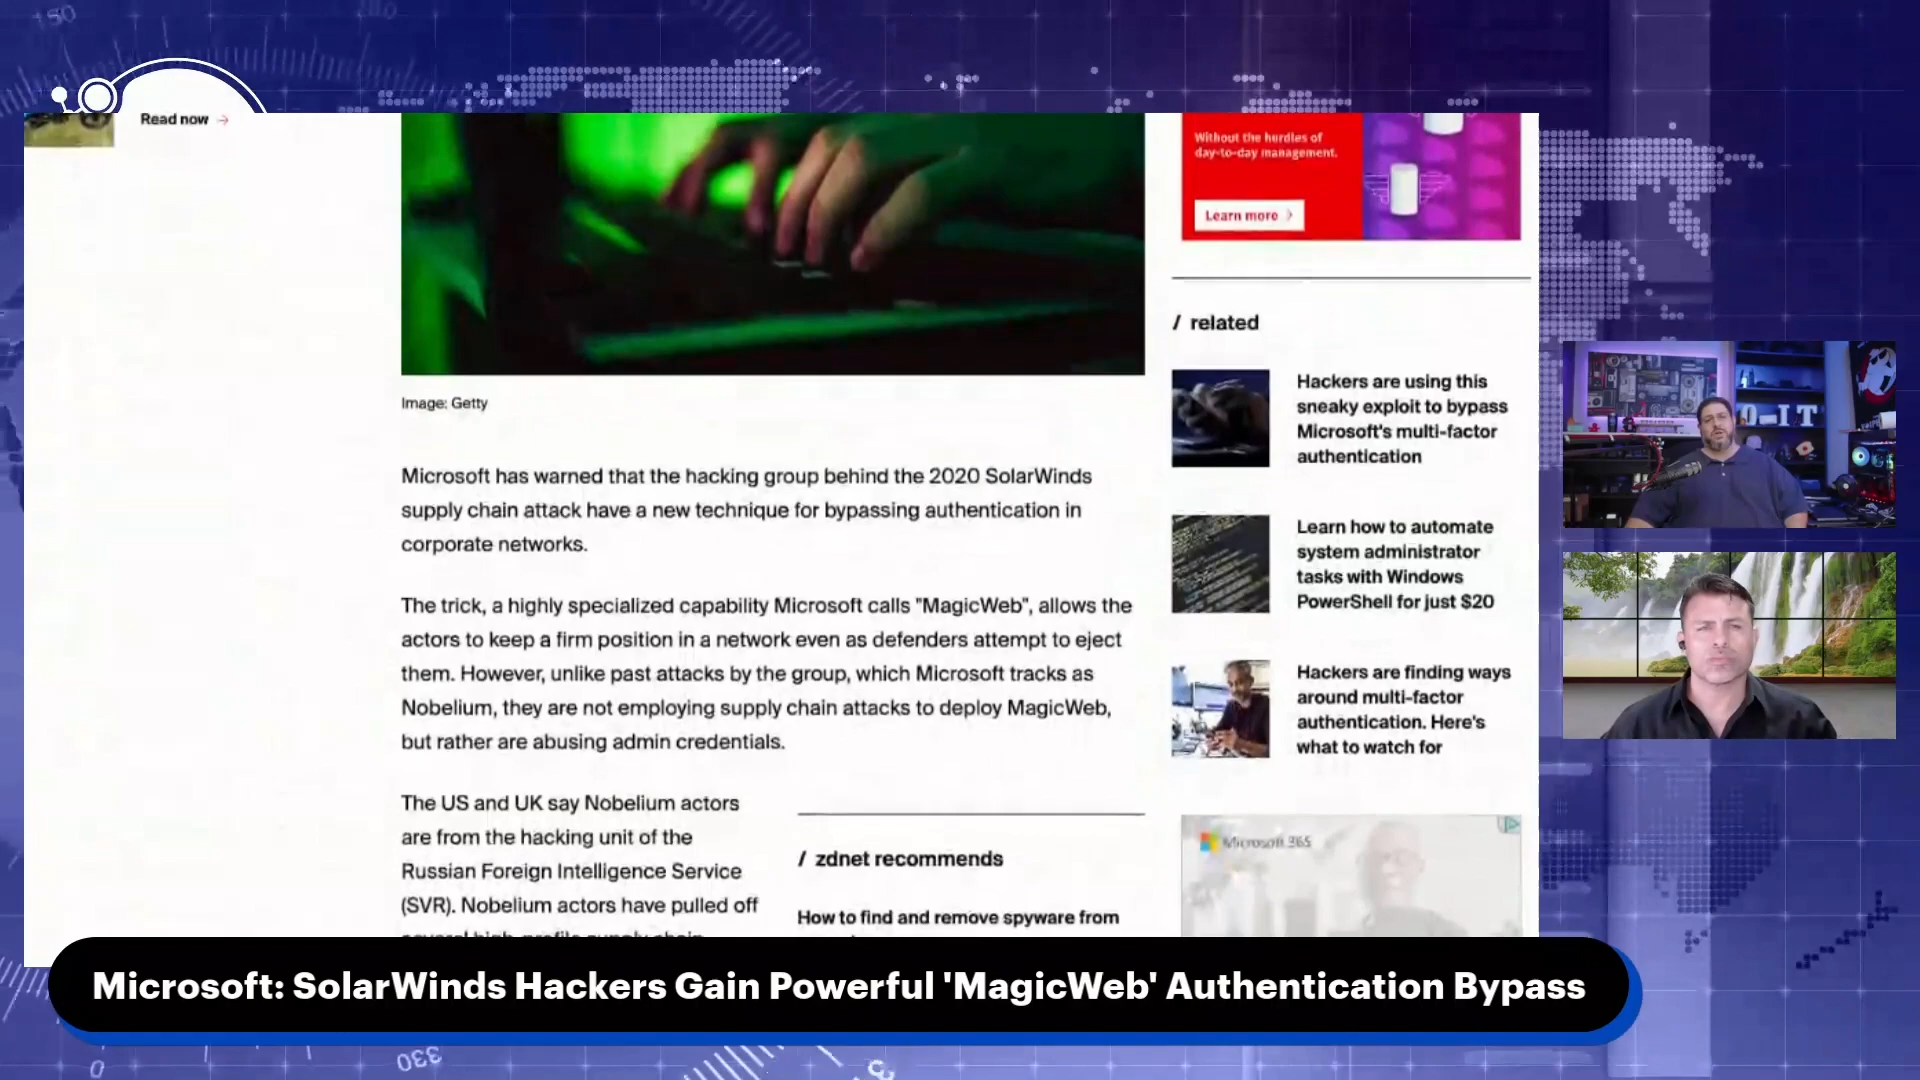 150
Read now →
Without the hurdles of
day-to-day management.
Learn more
/ related
Hackers are using this
sneaky exploit to bypass
Microsoft's multi-factor
authentication
Learn how to automate
system administrator
tasks with Windows
PowerShell for just $20
Hackers are finding ways
around multi-factor
authentication. Here's
what to watch for
Image: Getty
Microsoft has warned that the hacking group behind the 2020 SolarWinds
supply chain attack have a new technique for bypassing authentication in
corporate networks.
The trick, a highly specialized capability Microsoft calls "MagicWeb", allows the
actors to keep a firm position in a network even as defenders attempt to eject
them. However, unlike past attacks by the group, which Microsoft tracks as
Nobelium, they are not employing supply chain attacks to deploy MagicWeb,
but rather are abusing admin credentials.
The US and UK say Nobelium actors
are from the hacking unit of the
Russian Foreign Intelligence Service
(SVR). Nobelium actors have pulled off
several high-profile supply chain
/ zdnet recommends
How to find and remove spyware from
Microsoft 365
O-IT
Microsoft: SolarWinds Hackers Gain Powerful 'MagicWeb' Authentication Bypass
0
330